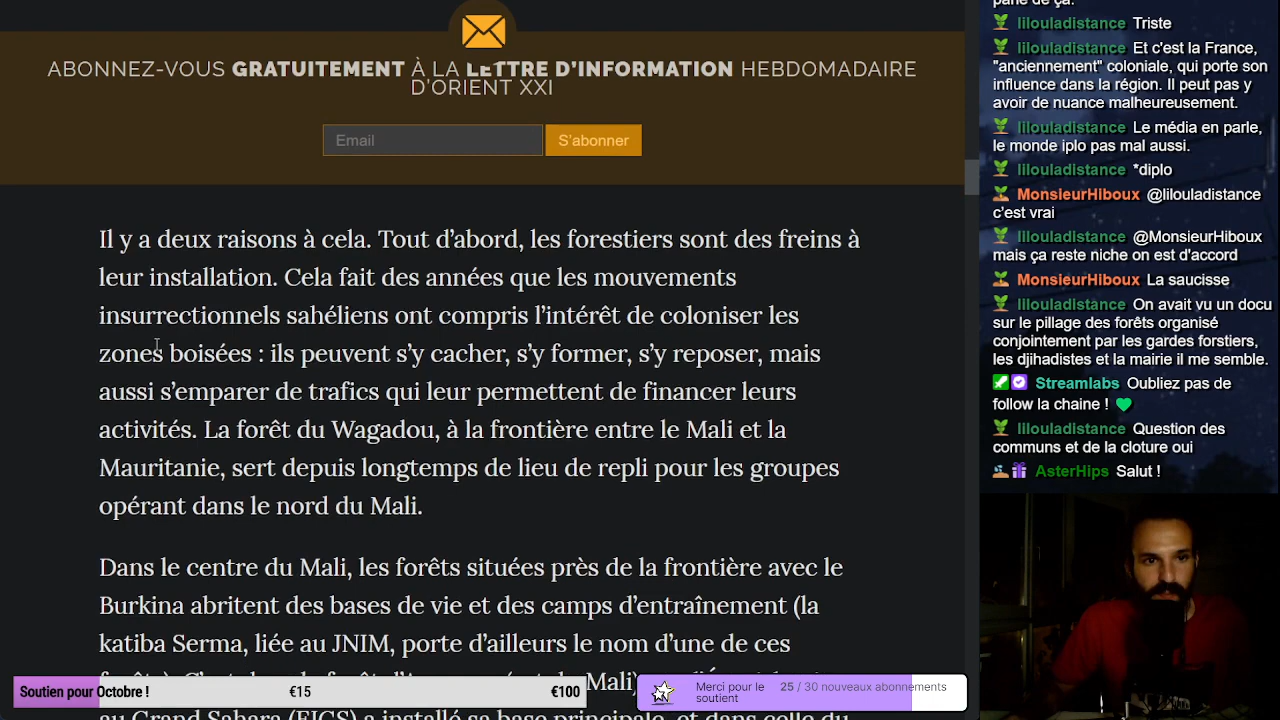 ABONNEZ-VOUS GRATUITEMENT À LA LETTRE D'INFORMATION HEBDOMADAIRE
D'ORIENT XXI
Email
S'abonner
Il y a deux raisons à cela. Tout d'abord, les forestiers sont des freins à
leur installation. Cela fait des années que les mouvements
insurrectionnels sahéliens ont compris l'intérêt de coloniser les
zones boisées : ils peuvent s'y cacher, s'y former, s'y reposer, mais
aussi s'emparer de trafics qui leur permettent de financer leurs
activités. La forêt du Wagadou, à la frontière entre le Mali et la
Mauritanie, sert depuis longtemps de lieu de repli pour les groupes
opérant dans le nord du Mali.
Dans le centre du Mali, les forêts situées près de la frontière avec le
Burkina abritent des bases de vie et des camps d'entraînement (la
katiba Serma, liée au JNIM, porte d'ailleurs le nom d'une de ces
Mali)
au Grand Sahara (EIGS) a installé sa base principale, et dans celle du
Soutien pour Octobre !
€15
€100
Merci pour le
soutient
25 / 30 nouveaux abonnements
parle de ça.
lilouladistance Triste
lilouladistance Et c'est la France,
"anciennement" coloniale, qui porte son
influence dans la région. Il peut pas y
avoir de nuance malheureusement.
lilouladistance Le média en parle,
le monde iplo pas mal aussi.
lilouladistance *diplo
MonsieurHiboux @lilouladistance
c'est vrai
lilouladistance @MonsieurHiboux
mais ça reste niche on est d'accord
MonsieurHiboux La saucisse
lilouladistance On avait vu un docu
sur le pillage des forêts organisé
conjointement par les gardes forstiers,
les djihadistes et la mairie il me semble.
Streamlabs Oubliez pas de
follow la chaine !
lilouladistance Question des
communs et de la cloture oui
AsterHips Salut !